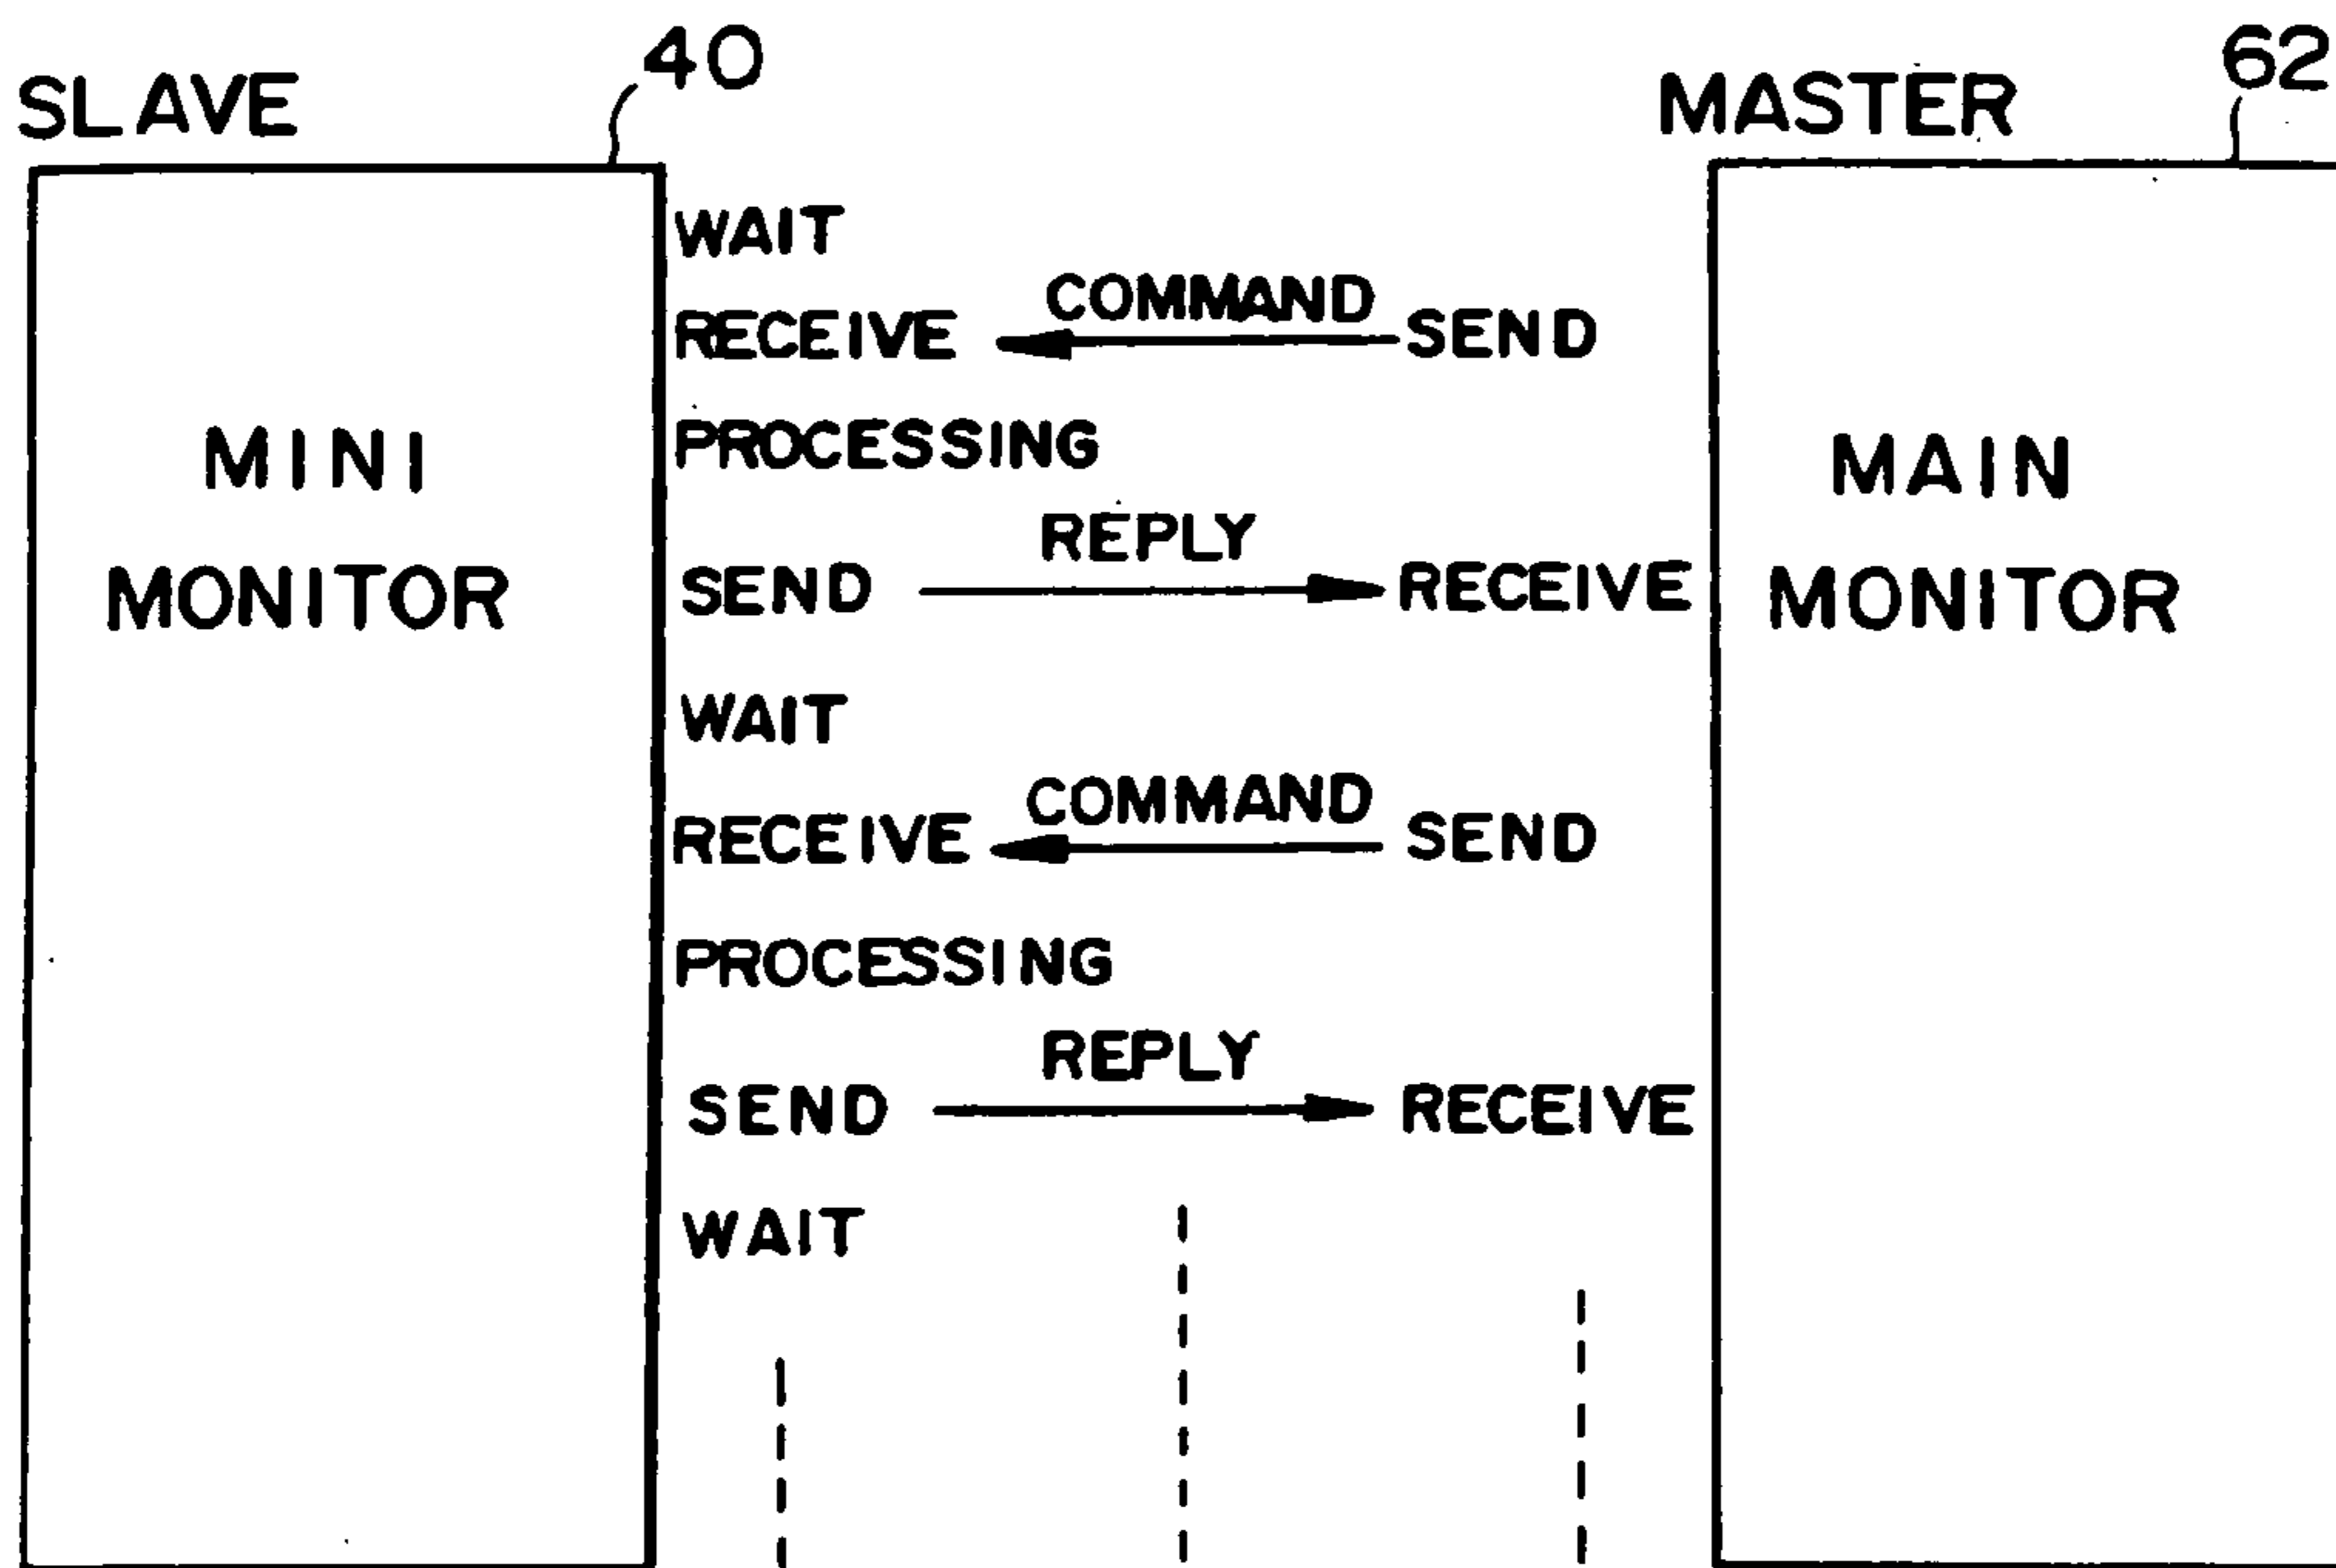 40
62
SLAVE
MASTER
WAIT
COMMAND
RECEIVE
SEND
PROCESSING
MINI
MONITOR
MAIN
MONITOR
REPLY
SEND
RECEIVE
WAIT
COMMAND
RECEIVE
SEND
PROCESSING
REPLY
SEND
RECEIVE
WAIT